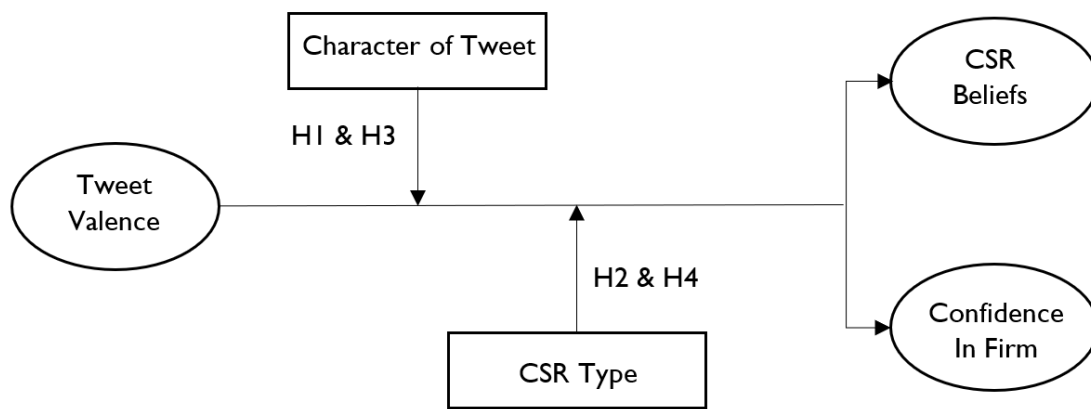 Character of Tweet
CSR
Beliefs
H1 & H3
Tweet
Valence
H2 & H4
Confidence
In Firm
CSR Type